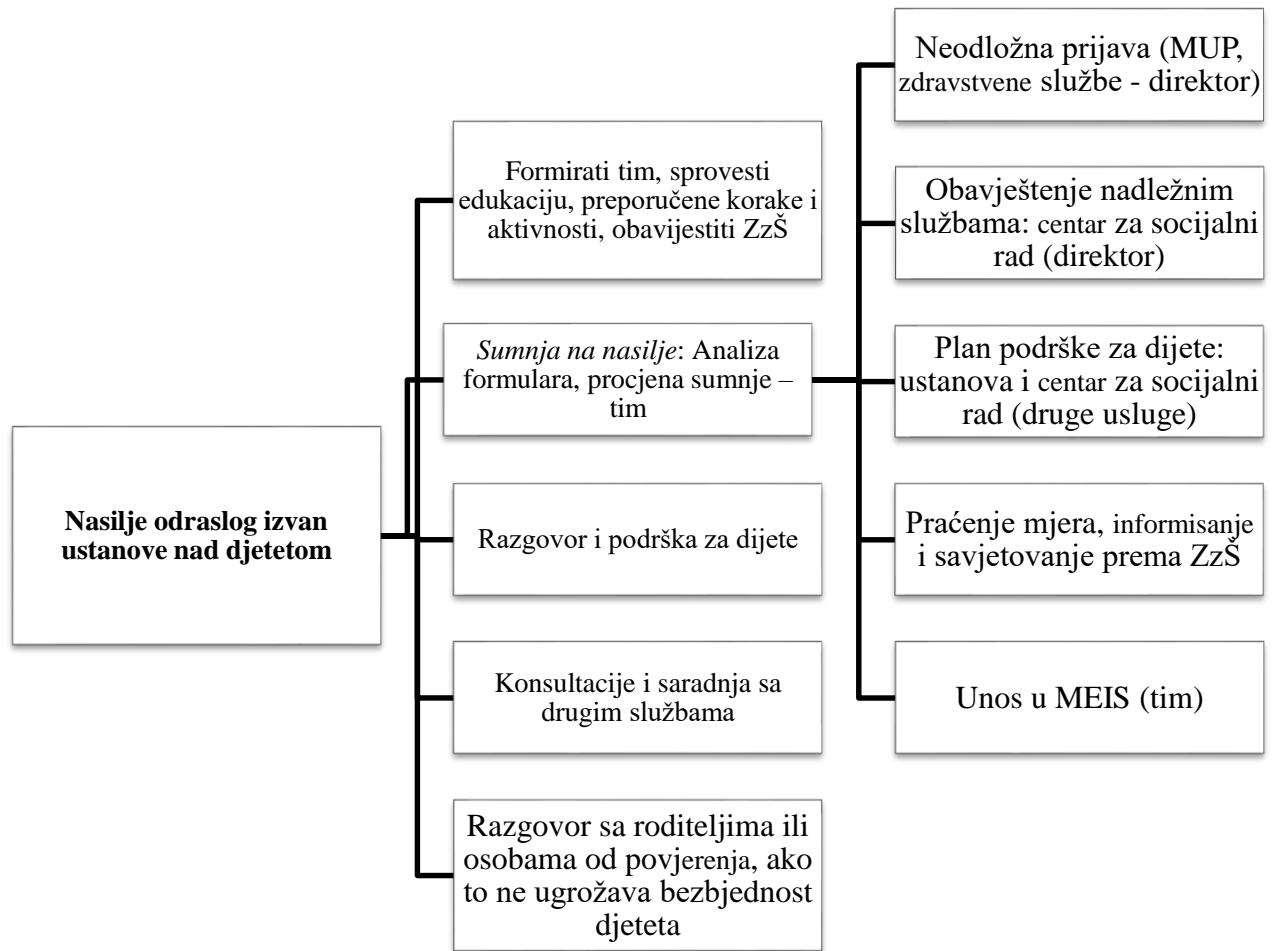 Nasilje odraslog izvan
ustanove nad djetetom
Formirati tim, sprovesti
edukaciju, preporučene korake i
aktivnosti, obavijestiti ZzŠ
Sumnja na nasilje: Analiza
formulara, procjena sumnje –
tim
Razgovor i podrška za dijete
Konsultacije i saradnja sa
drugim službama
Razgovor sa roditeljima ili
osobama od povjerenja, ako
to ne ugrožava bezbjednost
djeteta
Neodložna prijava (MUP,
zdravstvene službe - direktor)
Obavještenje nadležnim
službama: centar za socijalni
rad (direktor)
Plan podrške za dijete:
ustanova i centar za socijalni
rad (druge usluge)
Praćenje mjera, informisanje
i savjetovanje prema ZzŠ
Unos u MEIS (tim)